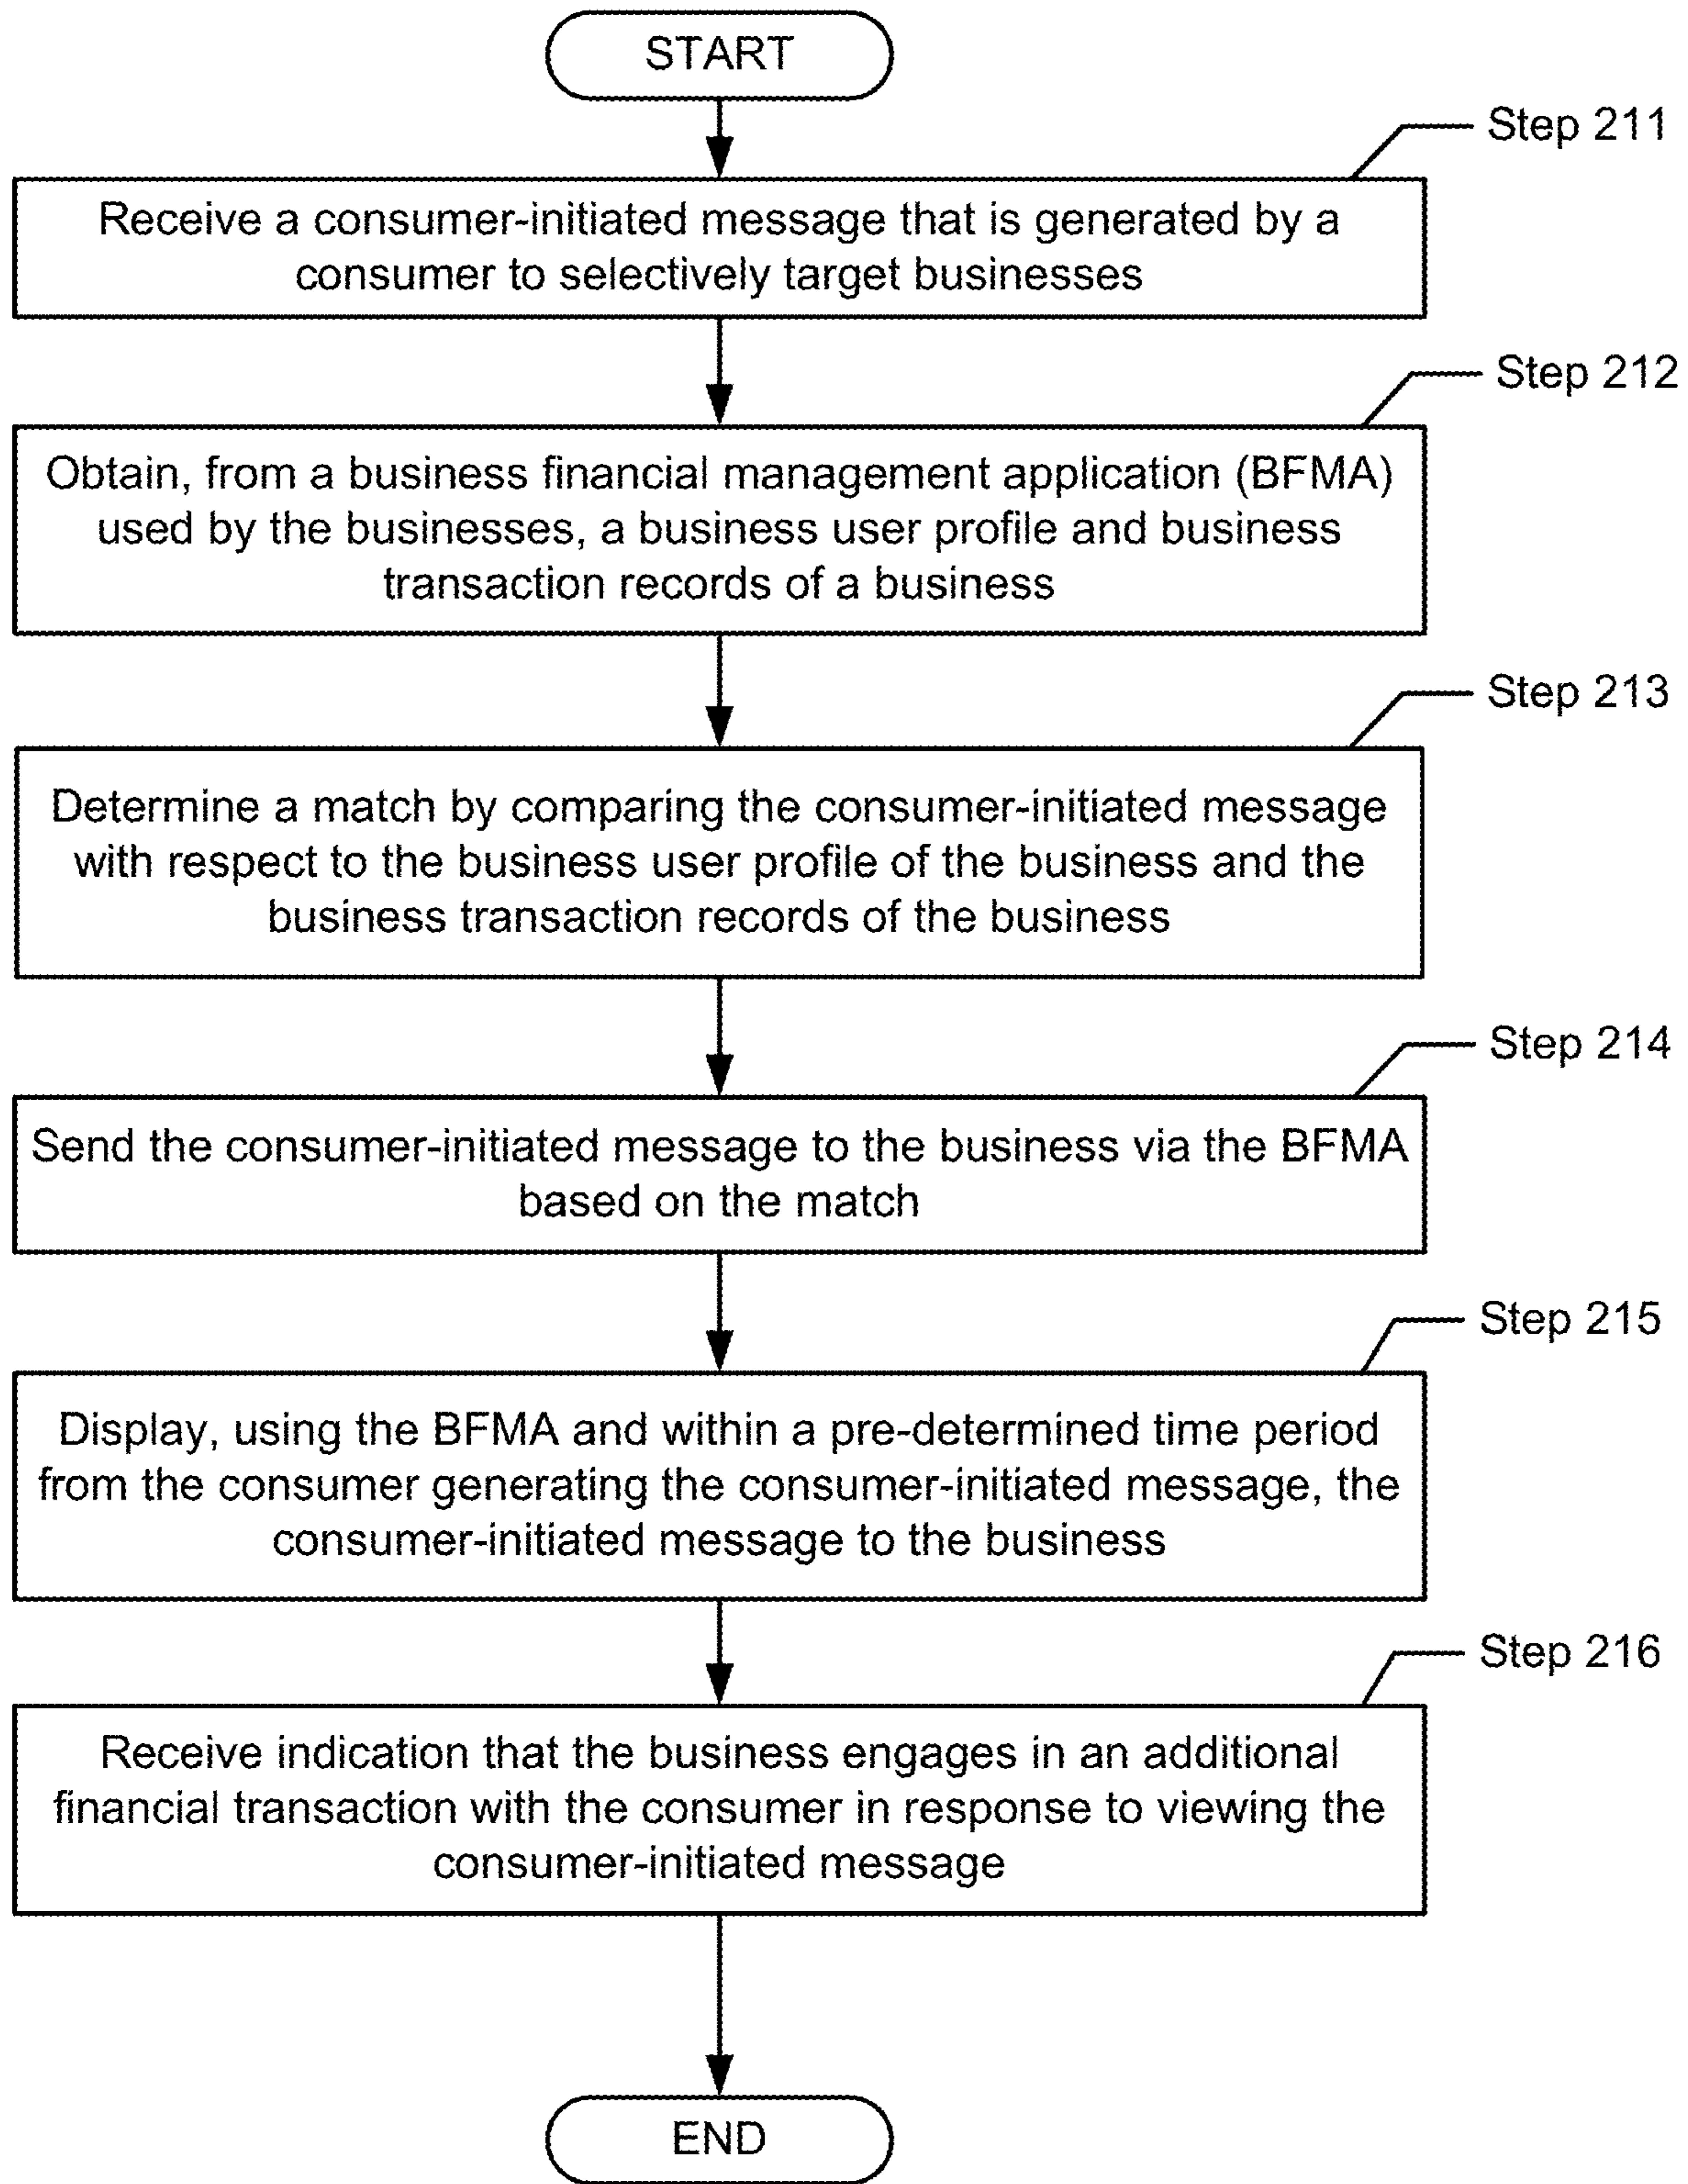 START
Step 211
Receive a consumer-initiated message that is generated by a
consumer to selectively target businesses
Step 212
Obtain, from a business financial management application (BFMA)
used by the businesses, a business user profile and business
transaction records of a business
Step 213
Determine a match by comparing the consumer-initiated message
with respect to the business user profile of the business and the
business transaction records of the business
Step 214
Send the consumer-initiated message to the business via the BFMA
based on the match
Step 215
Display, using the BFMA and within a pre-determined time period
from the consumer generating the consumer-initiated message, the
consumer-initiated message to the business
Step 216
Receive indication that the business engages in an additional
financial transaction with the consumer in response to viewing the
consumer-initiated message
END